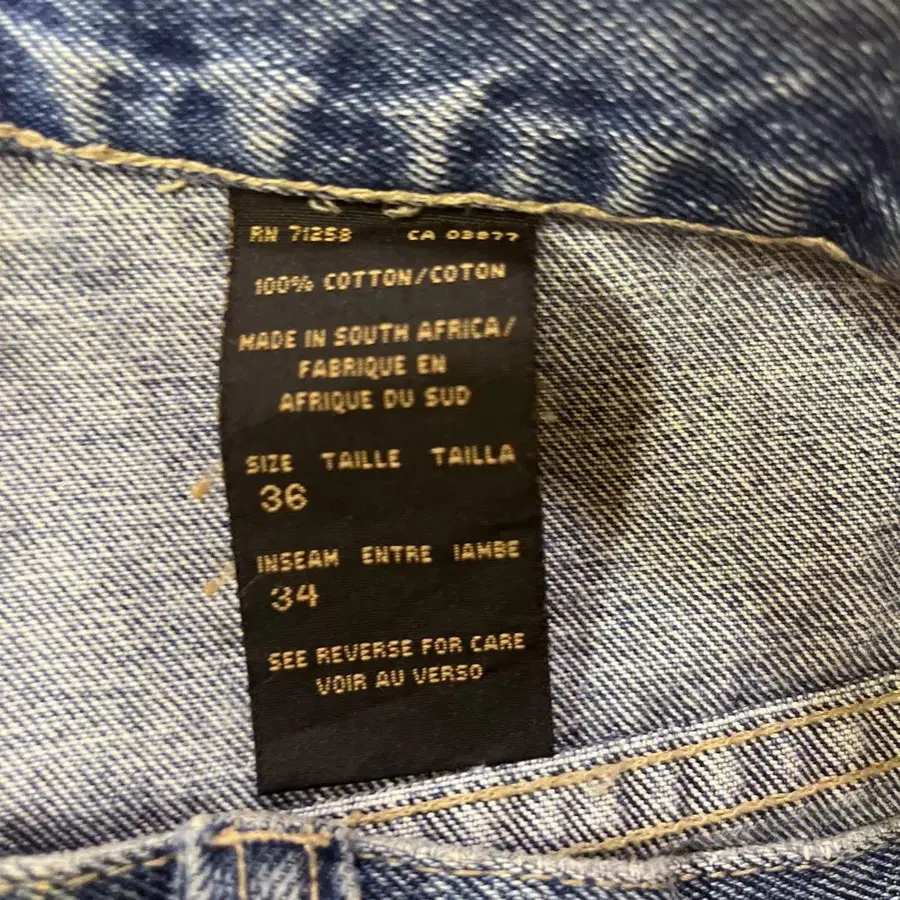 RN 71258 CA 03877
100% COTTON/COTON
MADE IN SOUTH AFRICA/
FABRIQUE EN
AFRIQUE DU SUD
SIZE TAILLE TAILLA
36
INSEAM ENTRE IAMBE
34
SEE REVERSE FOR CARE
VOIR AU VERSO